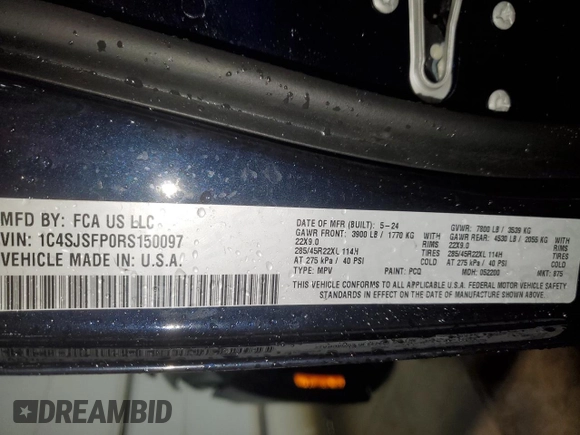 MFD BY: FCA US LLC
VIN: 1C4SJSFP0RS150097
VEHICLE MADE IN: U.S.A.
DATE OF MFR (BUILT): 5-24
GVWR: 7800 LB / 3539 KG
GAWR FRONT: 3900 LB / 1770 KG
GAWR REAR: 4530 LB / 2055 KG
22X9.0 RIMS
22X9.0 RIMS
285/45R22XL 114H TIRES
285/45R22XL 114H TIRES
AT 275 kPa / 40 PSI COLD
AT 275 kPa / 40 PSI COLD
TYPE: MPV PAINT: PCQ MDH: 052200 MKT: 875
THIS VEHICLE CONFORMS TO ALL APPLICABLE U.S.A. FEDERAL MOTOR VEHICLE SAFETY
STANDARDS IN EFFECT ON THE DATE OF MANUFACTURE SHOWN ABOVE.
DREAMBID